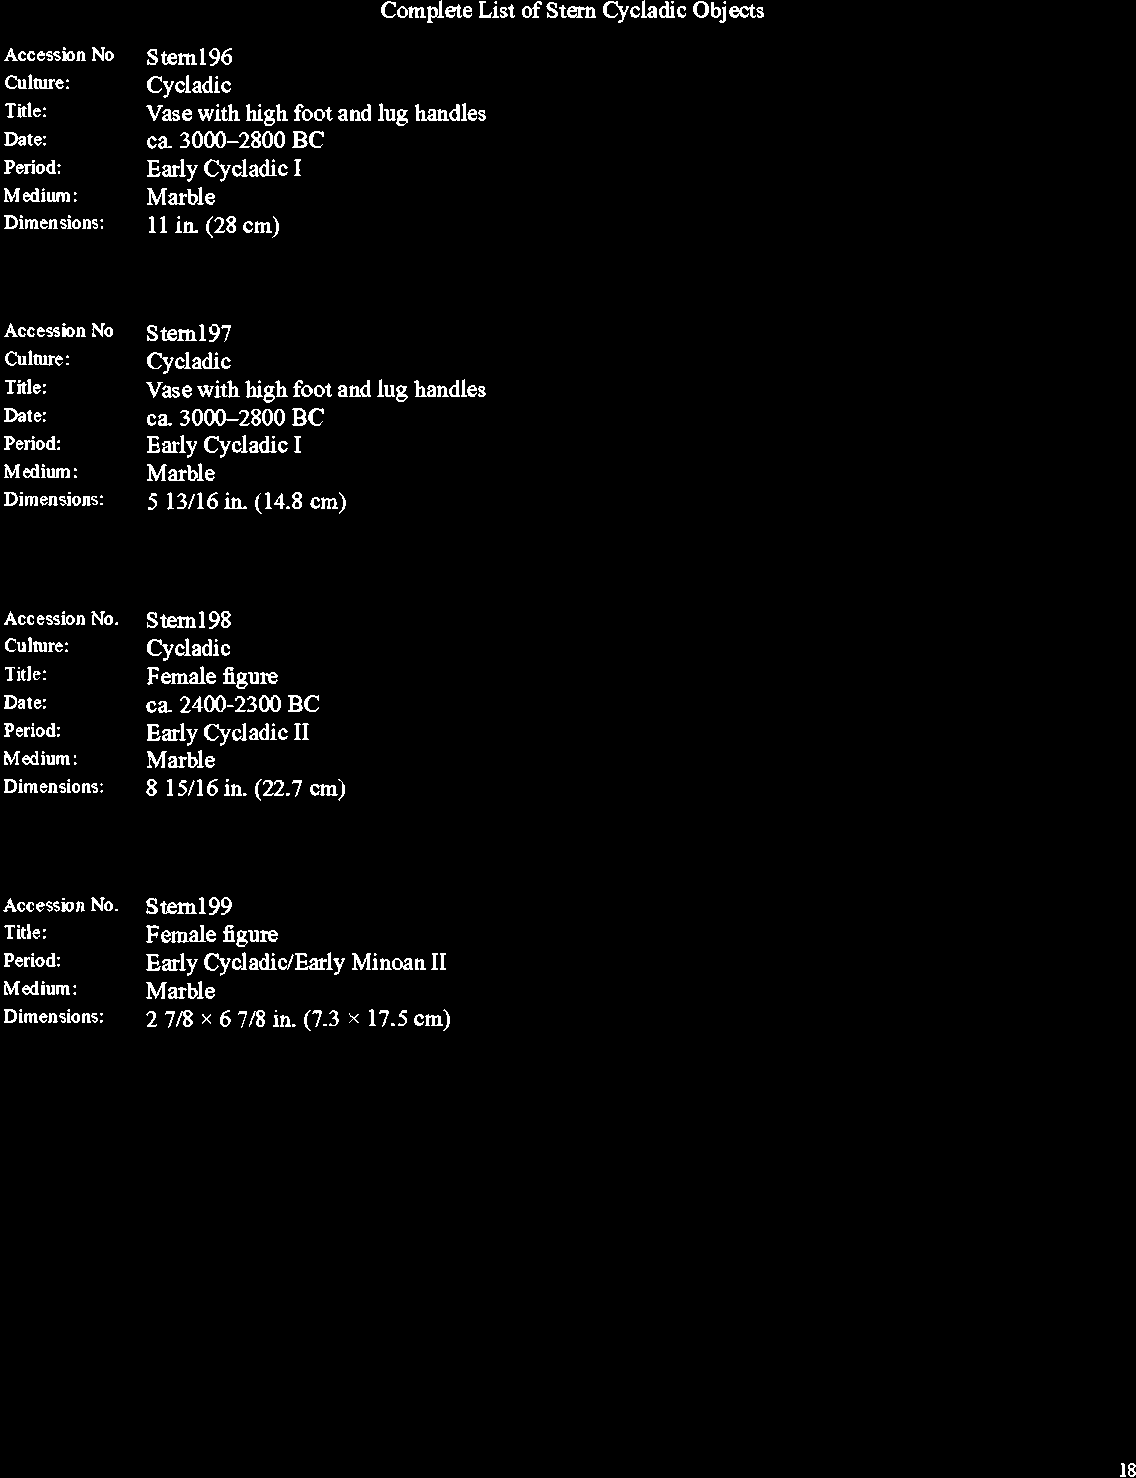 Complete List of Stern Cycladic Objects
Accession No Stern196
Culture: Cycladic
Title: Vase with high foot and lug handles
Date: ca. 3000–2800 BC
Period: Early Cycladic I
Medium: Marble
Dimensions: 11 in. (28 cm)
Accession No Stern197
Culture: Cycladic
Title: Vase with high foot and lug handles
Date: ca. 3000–2800 BC
Period: Early Cycladic I
Medium: Marble
Dimensions: 5 13/16 in. (14.8 cm)
Accession No. Stern198
Culture: Cycladic
Title: Female figure
Date: ca. 2400-2300 BC
Period: Early Cycladic II
Medium: Marble
Dimensions: 8 15/16 in. (22.7 cm)
Accession No. Stern199
Title: Female figure
Period: Early Cycladic/Early Minoan II
Medium: Marble
Dimensions: 2 7/8 × 6 7/8 in. (7.3 × 17.5 cm)
18